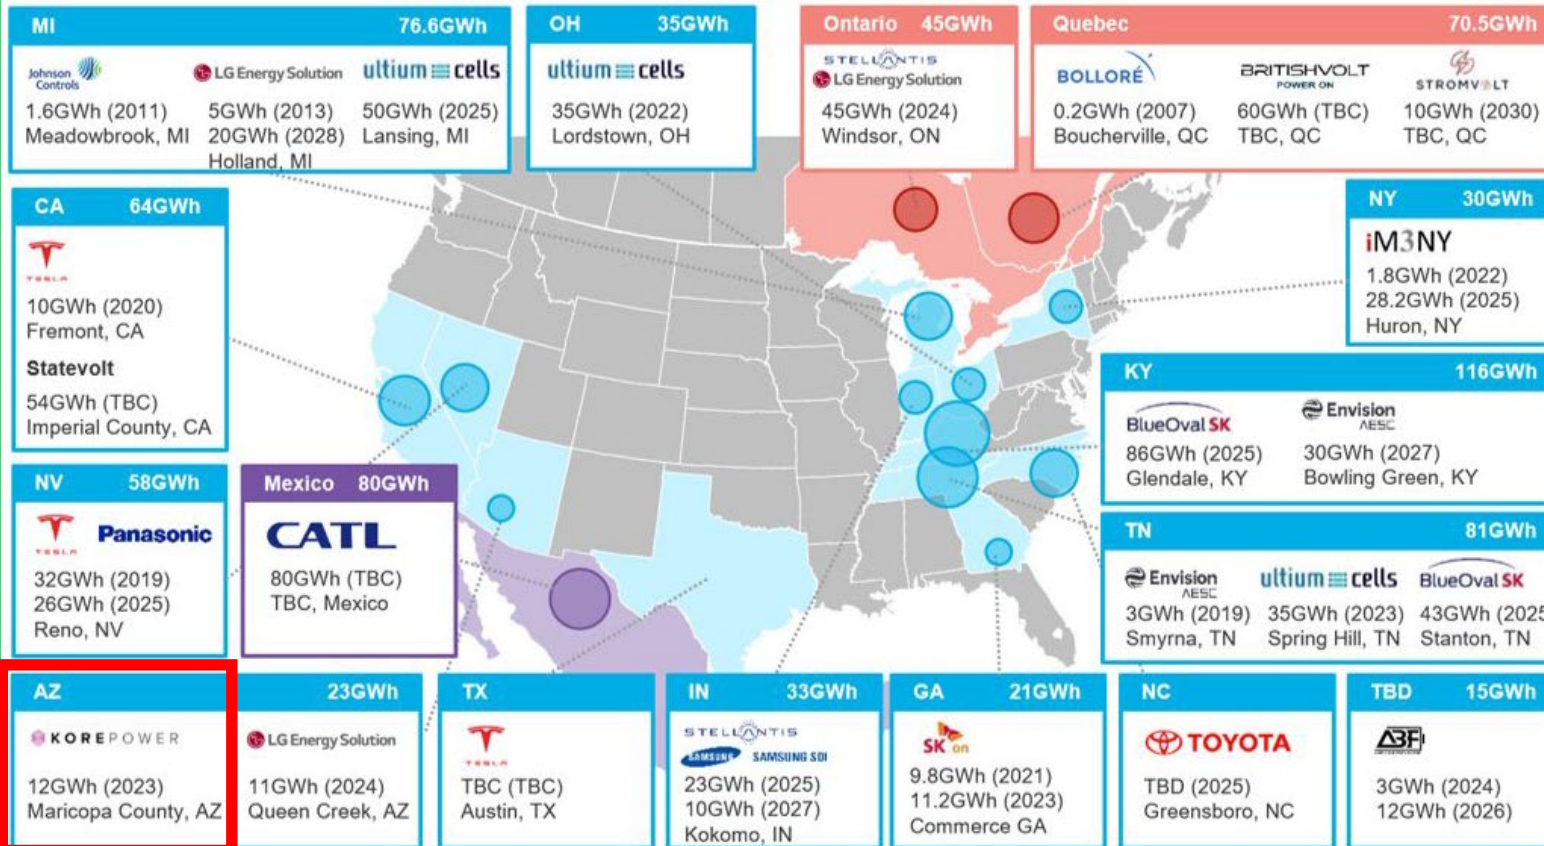 MI 76.6GWh
Johnson Controls
1.6GWh (2011)
Meadowbrook, MI
LG Energy Solution
5GWh (2013)
20GWh (2028)
Holland, MI
ultium cells
50GWh (2025)
Lansing, MI
OH 35GWh
ultium cells
35GWh (2022)
Lordstown, OH
Ontario 45GWh
STELLANTIS
LG Energy Solution
45GWh (2024)
Windsor, ON
Quebec 70.5GWh
BOLLORÉ
0.2GWh (2007)
Boucherville, QC
BRITISHVOLT
POWER ON
60GWh (TBC)
TBC, QC
STROMVOLT
10GWh (2030)
TBC, QC
CA 64GWh
TESLA
10GWh (2020)
Fremont, CA
Statevolt
54GWh (TBC)
Imperial County, CA
NY 30GWh
iM3NY
1.8GWh (2022)
28.2GWh (2025)
Huron, NY
KY 116GWh
BlueOval SK
86GWh (2025)
Glendale, KY
Envision
AESC
30GWh (2027)
Bowling Green, KY
NV 58GWh
TESLA
Panasonic
32GWh (2019)
26GWh (2025)
Reno, NV
Mexico 80GWh
CATL
80GWh (TBC)
TBC, Mexico
TN 81GWh
Envision
AESC
3GWh (2019)
Smyrna, TN
ultium cells
35GWh (2023)
Spring Hill, TN
BlueOval SK
43GWh (2025
Stanton, TN
AZ 23GWh
KOREPOWER
12GWh (2023)
Maricopa County, AZ
LG Energy Solution
11GWh (2024)
Queen Creek, AZ
TX
TESLA
TBC (TBC)
Austin, TX
IN 33GWh
STELLANTIS
SAMSUNG SAMSUNG SDI
23GWh (2025)
10GWh (2027)
Kokomo, IN
GA 21GWh
SK on
9.8GWh (2021)
11.2GWh (2023)
Commerce GA
NC
TOYOTA
TBD (2025)
Greensboro, NC
TBD 15GWh
ABF
3GWh (2024)
12GWh (2026)